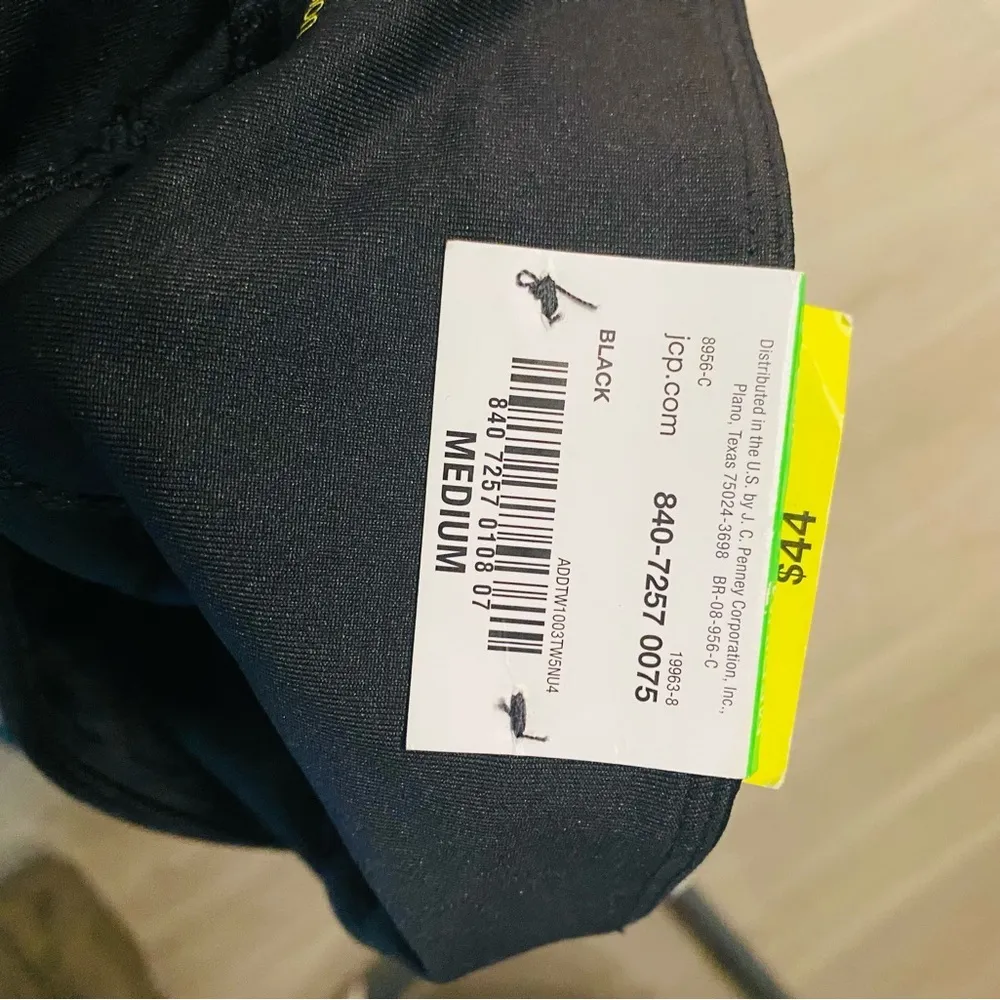 $44
Distributed in the U.S. by J. C. Penney Corporation, Inc.,
Plano, Texas 75024-3698 BR-08-956-C
8956-C 19963-8
jcp.com 840-7257 0075
BLACK
ADDTW1003TW5NU4
840 7257 0108 07
MEDIUM